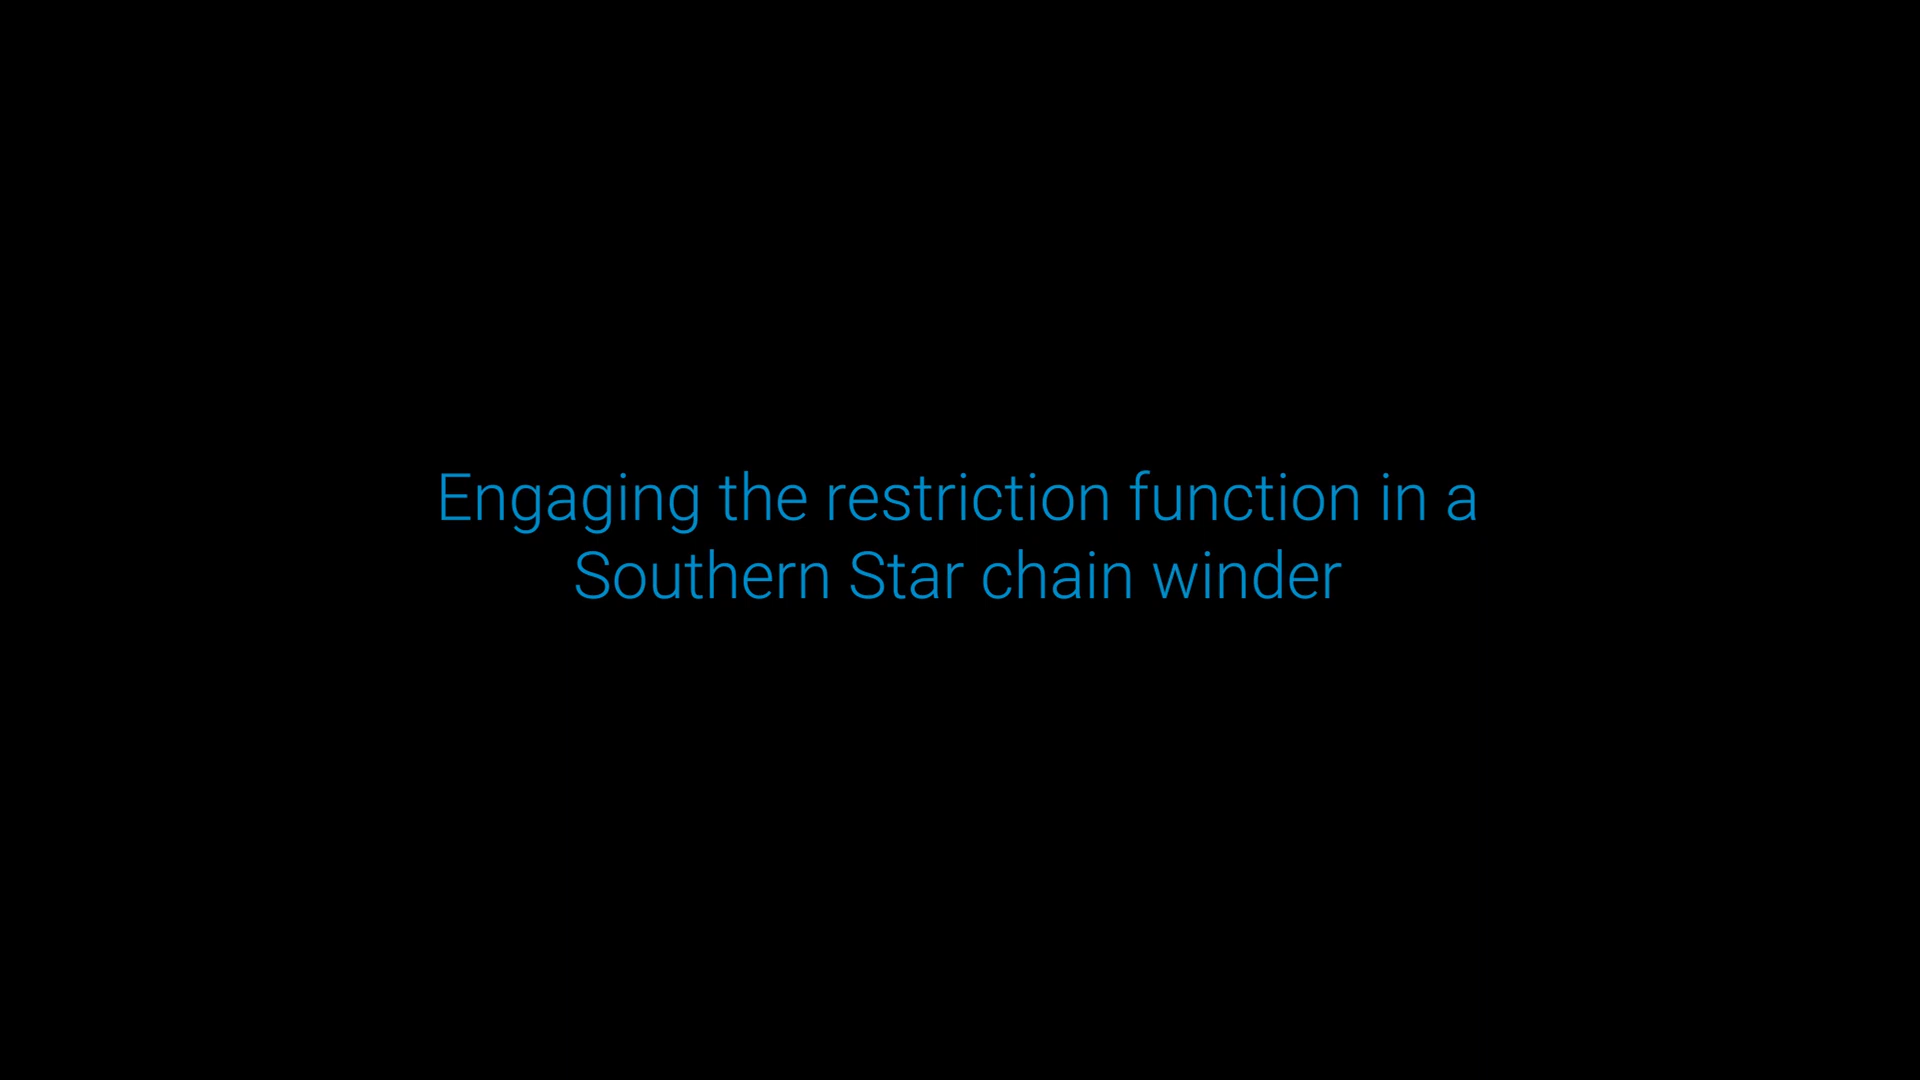 Engaging the restriction function in a
Southern Star chain winder